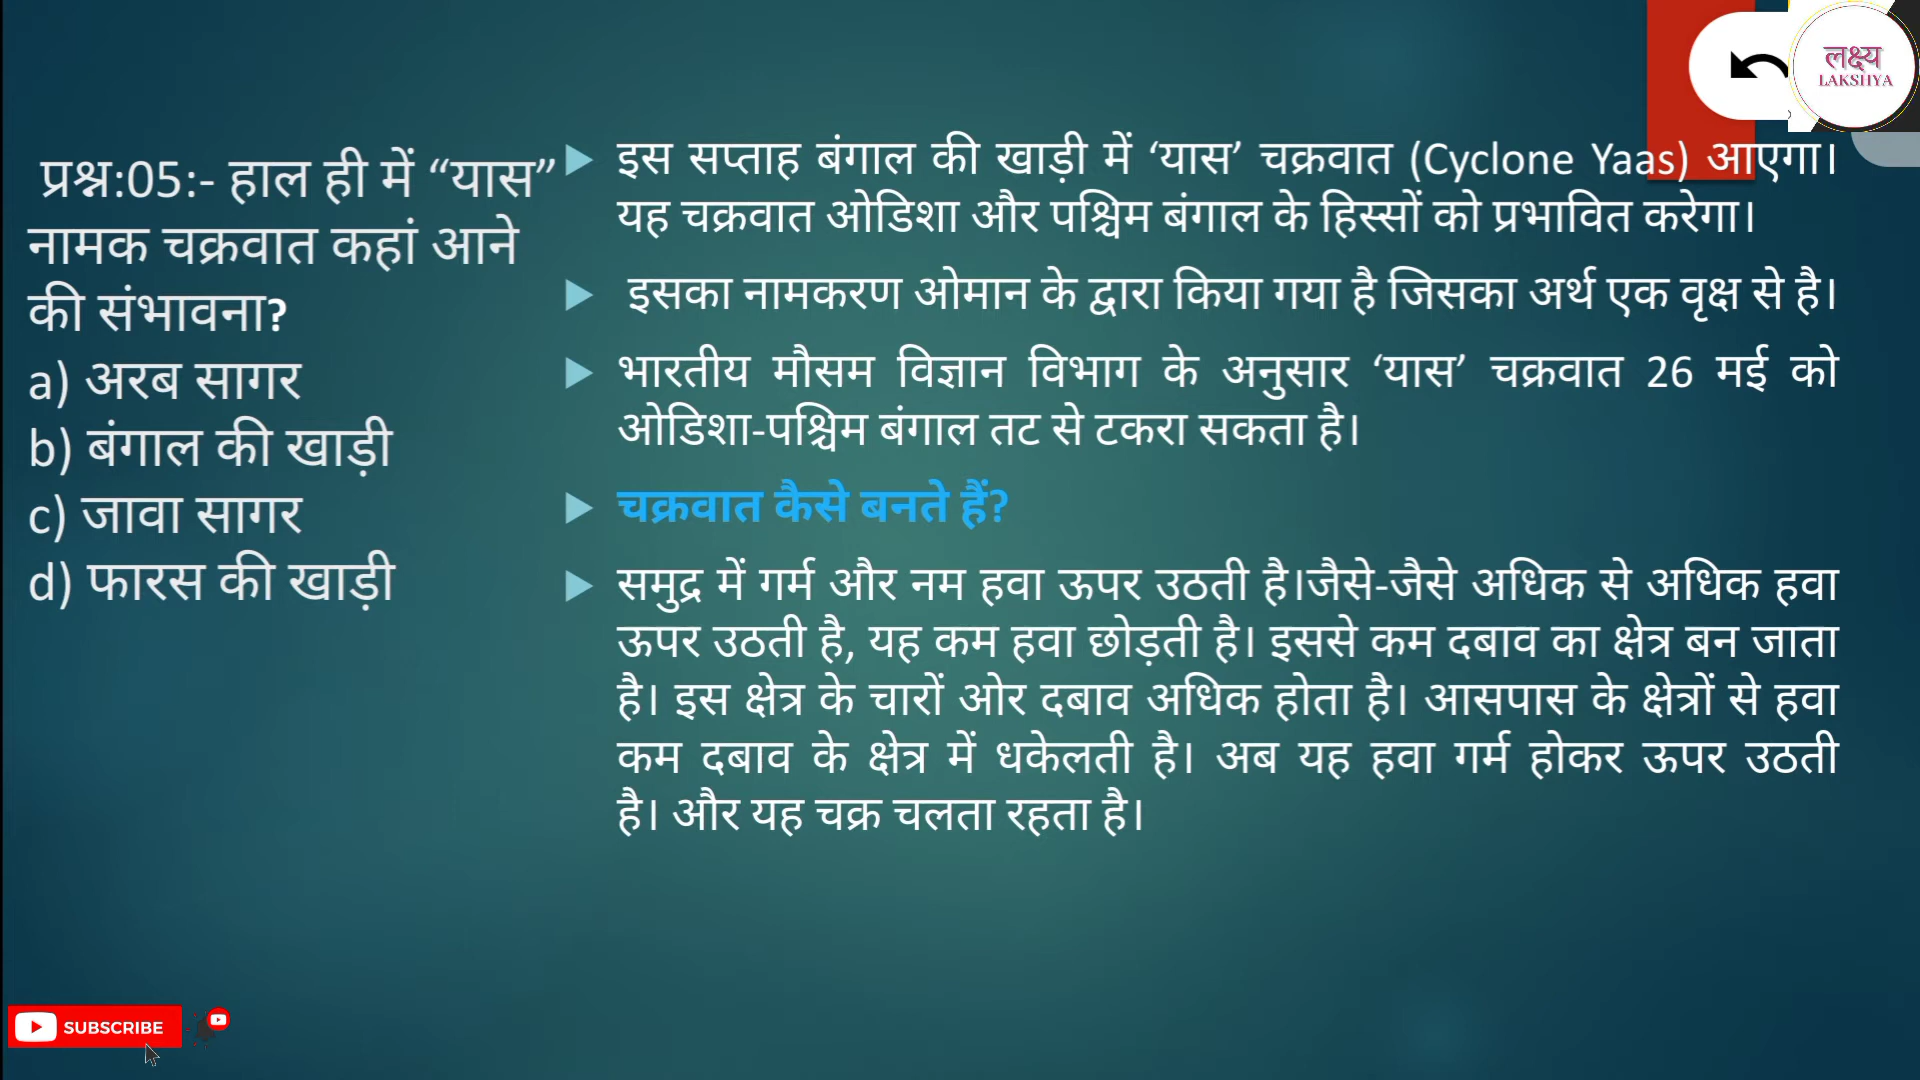 लक्ष्य
LAKSHYA
प्रश्न:05:- हाल ही में “यास”
नामक चक्रवात कहां आने
की संभावना?
a) अरब सागर
b) बंगाल की खाड़ी
c) जावा सागर
d) फारस की खाड़ी
इस सप्ताह बंगाल की खाड़ी में ‘यास’ चक्रवात (Cyclone Yaas) आएगा।
यह चक्रवात ओडिशा और पश्चिम बंगाल के हिस्सों को प्रभावित करेगा।
इसका नामकरण ओमान के द्वारा किया गया है जिसका अर्थ एक वृक्ष से है।
भारतीय मौसम विज्ञान विभाग के अनुसार ‘यास’ चक्रवात 26 मई को
ओडिशा-पश्चिम बंगाल तट से टकरा सकता है।
चक्रवात कैसे बनते हैं?
समुद्र में गर्म और नम हवा ऊपर उठती है।जैसे-जैसे अधिक से अधिक हवा
ऊपर उठती है, यह कम हवा छोड़ती है। इससे कम दबाव का क्षेत्र बन जाता
है। इस क्षेत्र के चारों ओर दबाव अधिक होता है। आसपास के क्षेत्रों से हवा
कम दबाव के क्षेत्र में धकेलती है। अब यह हवा गर्म होकर ऊपर उठती
है। और यह चक्र चलता रहता है।
SUBSCRIBE